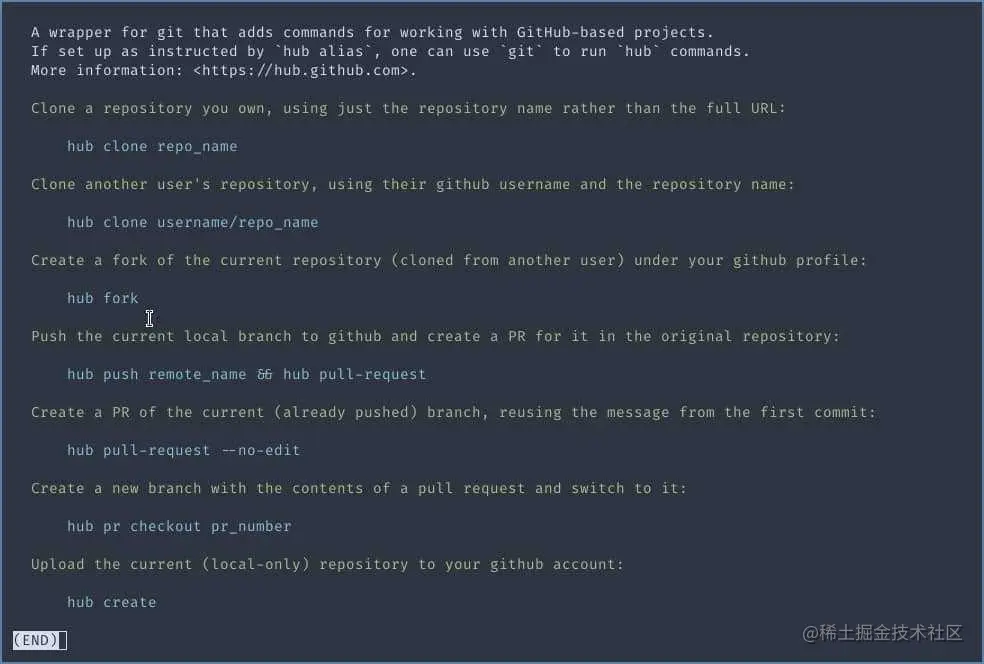 A wrapper for git that adds commands for working with GitHub-based projects.
If set up as instructed by `hub alias`, one can use `git` to run `hub` commands.
More information: <https://hub.github.com>.
Clone a repository you own, using just the repository name rather than the full URL:
hub clone repo_name
Clone another user's repository, using their github username and the repository name:
hub clone username/repo_name
Create a fork of the current repository (cloned from another user) under your github profile:
hub fork
Push the current local branch to github and create a PR for it in the original repository:
hub push remote_name && hub pull-request
Create a PR of the current (already pushed) branch, reusing the message from the first commit:
hub pull-request --no-edit
Create a new branch with the contents of a pull request and switch to it:
hub pr checkout pr_number
Upload the current (local-only) repository to your github account:
hub create
(END)
@稀土掘金技术社区